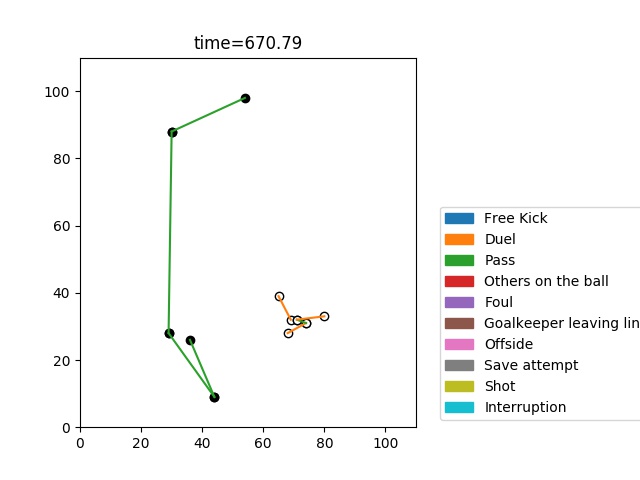 time=670.79
100
80
60
40
20
0
0 20 40 60 80 100
Free Kick
Duel
Pass
Others on the ball
Foul
Goalkeeper leaving lin
Offside
Save attempt
Shot
Interruption